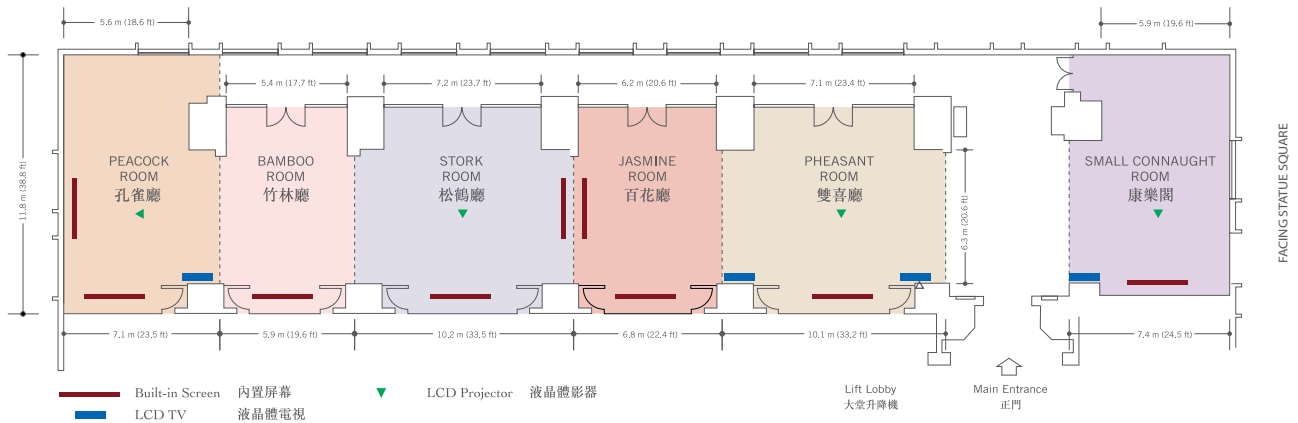 5.6 m (18.6 ft)
5.9 m (19.6 ft)
5.4 m (17.7 ft)
7.2 m (23.7 ft)
6.2 m (20.6 ft)
7.1 m (23.4 ft)
11.8 m (38.8 ft)
PEACOCK
ROOM
孔雀廳
BAMBOO
ROOM
竹林廳
STORK
ROOM
松鶴廳
JASMINE
ROOM
百花廳
PHEASANT
ROOM
雙喜廳
6.3 m (20.6 ft)
SMALL CONNAUGHT
ROOM
康樂閣
FACING STATUE SQUARE
7.1 m (23.5 ft)
5.9 m (19.6 ft)
10.2 m (33.5 ft)
6.8 m (22.4 ft)
10.1 m (33.2 ft)
7.4 m (24.5 ft)
Built-in Screen 內置屏幕
LCD Projector 液晶體影器
LCD TV 液晶體電視
Lift Lobby
大堂升降機
Main Entrance
正門